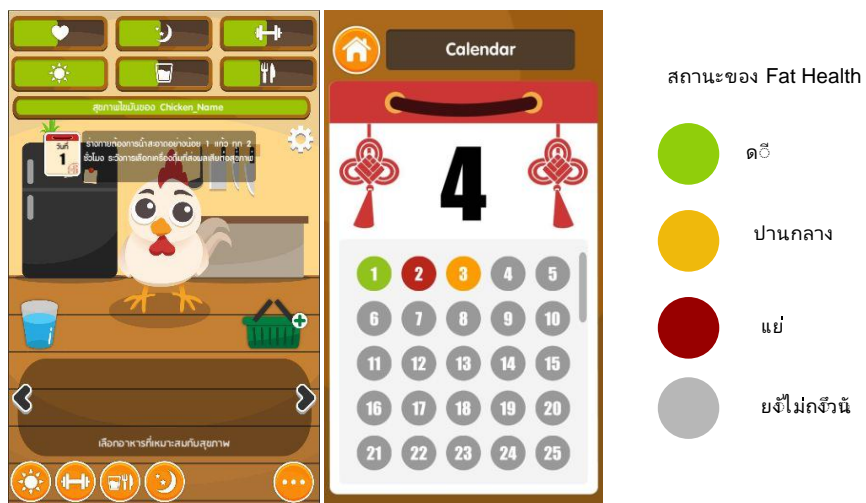 สุขภาพไขมันของ Chicken_Name
วันที่
1
ร่างกายต้องการน้ำสะอาดอย่างน้อย 1 แก้ว ทุก 2
ชั่วโมง ระวังการเลือกเครื่องดื่มที่ส่งผลเสียต่อสุขภาพ
เลือกอาหารที่เหมาะสมกับสุขภาพ
Calendar
4
1 2 3 4 5
6 7 8 9 10
11 12 13 14 15
16 17 18 19 20
21 22 23 24 25
สถานะของ Fat Health
ดี
ปานกลาง
แย่
ยังไม่ถึงวัน